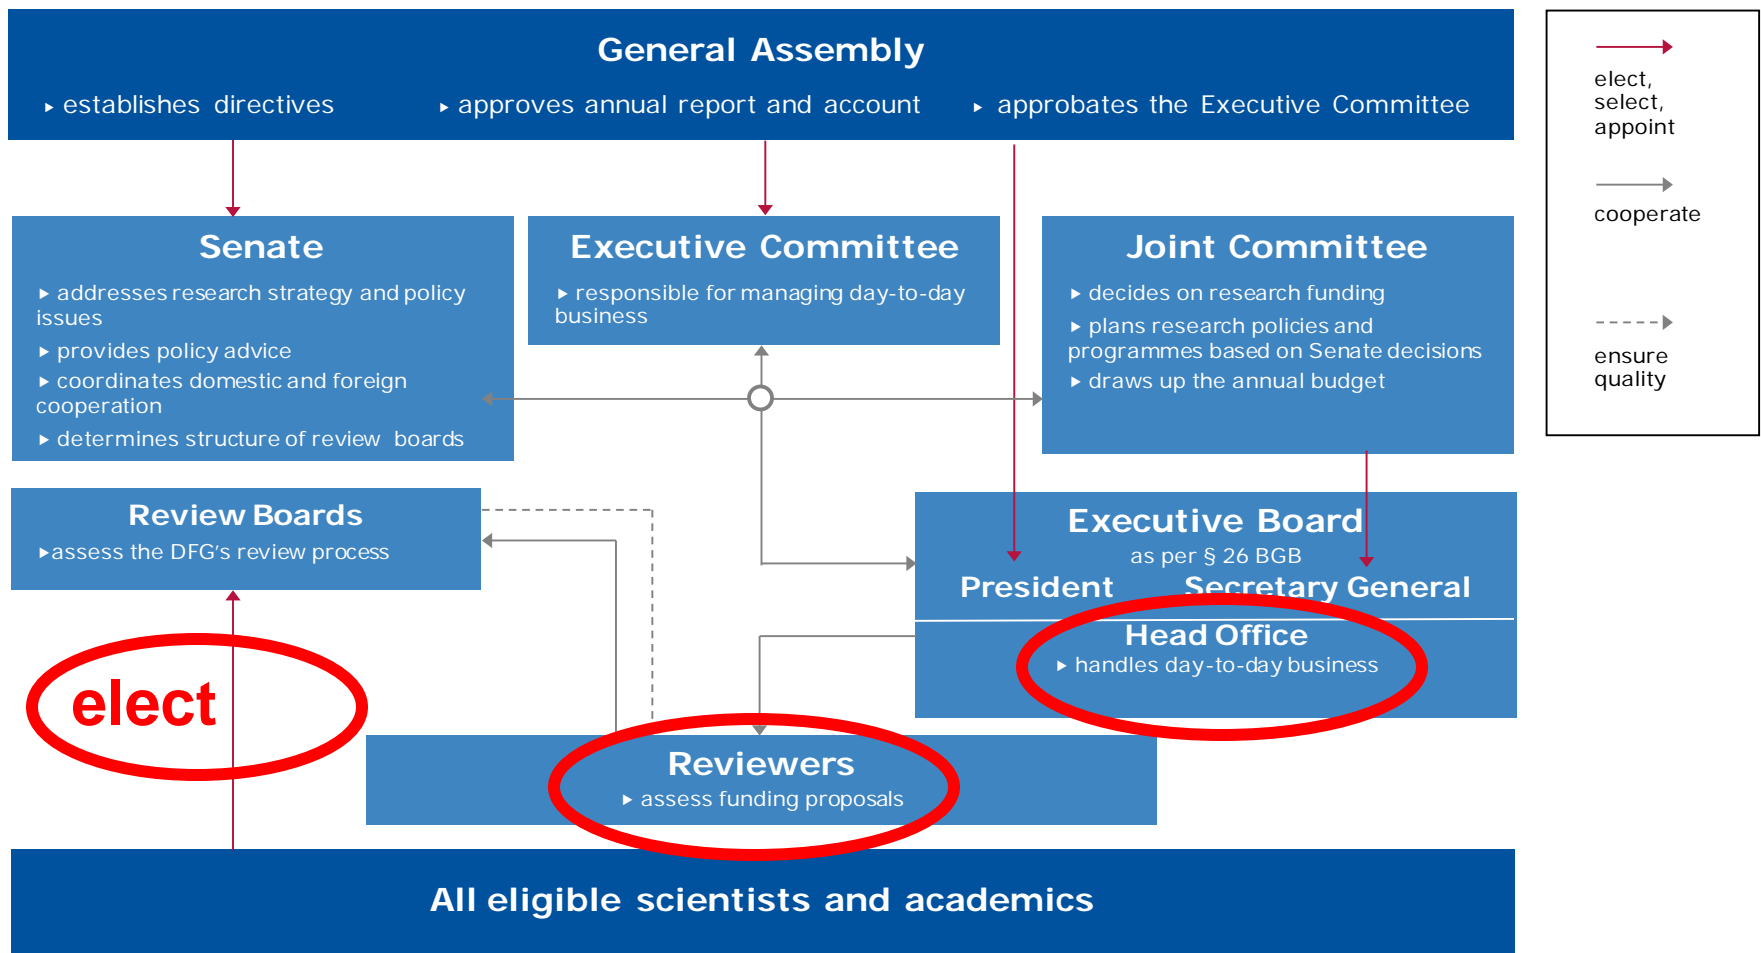 General Assembly
▸ establishes directives
▸ approves annual report and account
▸ approbates the Executive Committee
elect,
select,
appoint
cooperate
ensure
quality
Senate
▸ addresses research strategy and policy
issues
▸ provides policy advice
▸ coordinates domestic and foreign
cooperation
▸ determines structure of review boards
Executive Committee
▸ responsible for managing day-to-day
business
Joint Committee
▸ decides on research funding
▸ plans research policies and
programmes based on Senate decisions
▸ draws up the annual budget
Review Boards
▸assess the DFG's review process
Executive Board
as per § 26 BGB
President
Secretary General
Head Office
▸ handles day-to-day business
elect
Reviewers
▸ assess funding proposals
All eligible scientists and academics